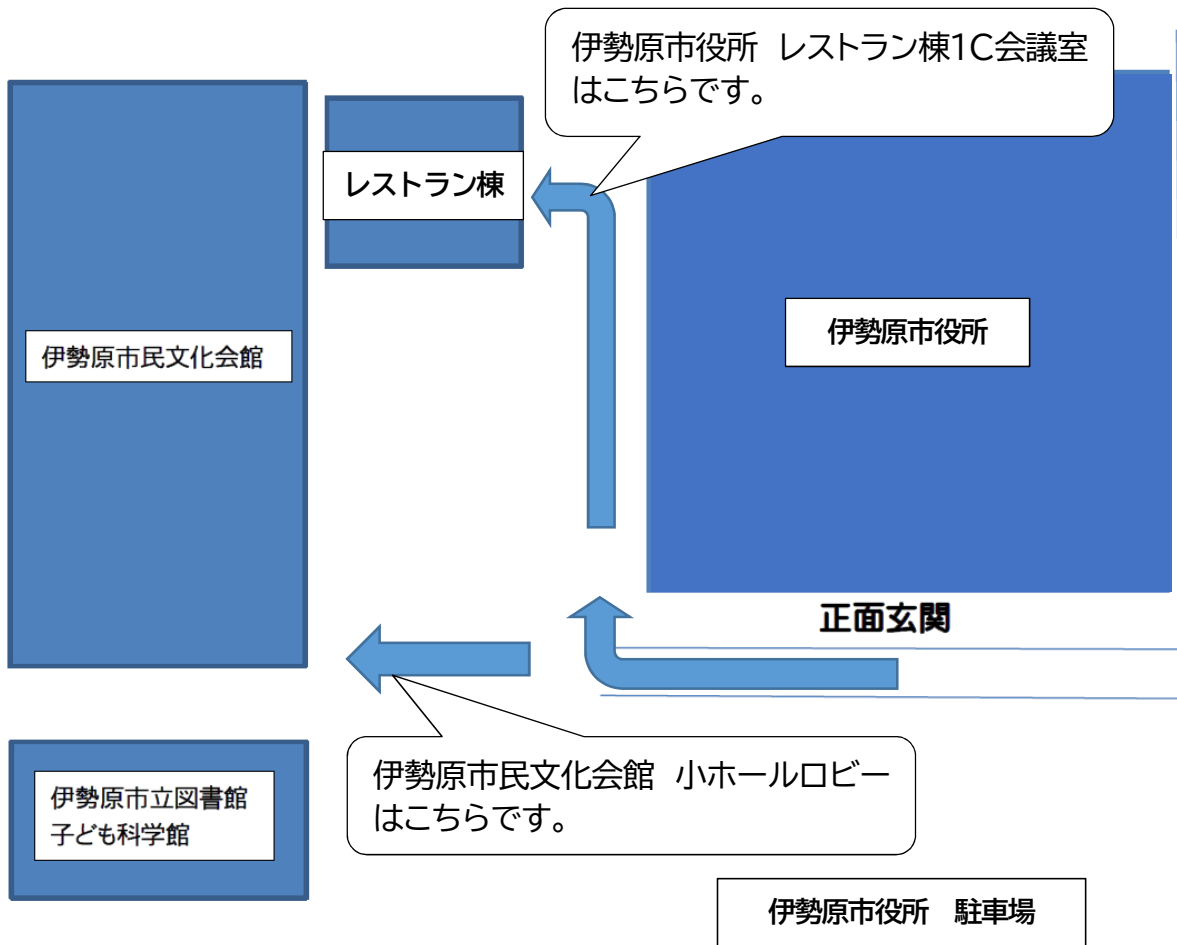 伊勢原市役所 レストラン棟1C会議室
はこちらです。
レストラン棟
伊勢原市役所
伊勢原市民文化会館
正面玄関
伊勢原市民文化会館 小ホールロビー
はこちらです。
伊勢原市立図書館
子ども科学館
伊勢原市役所 駐車場